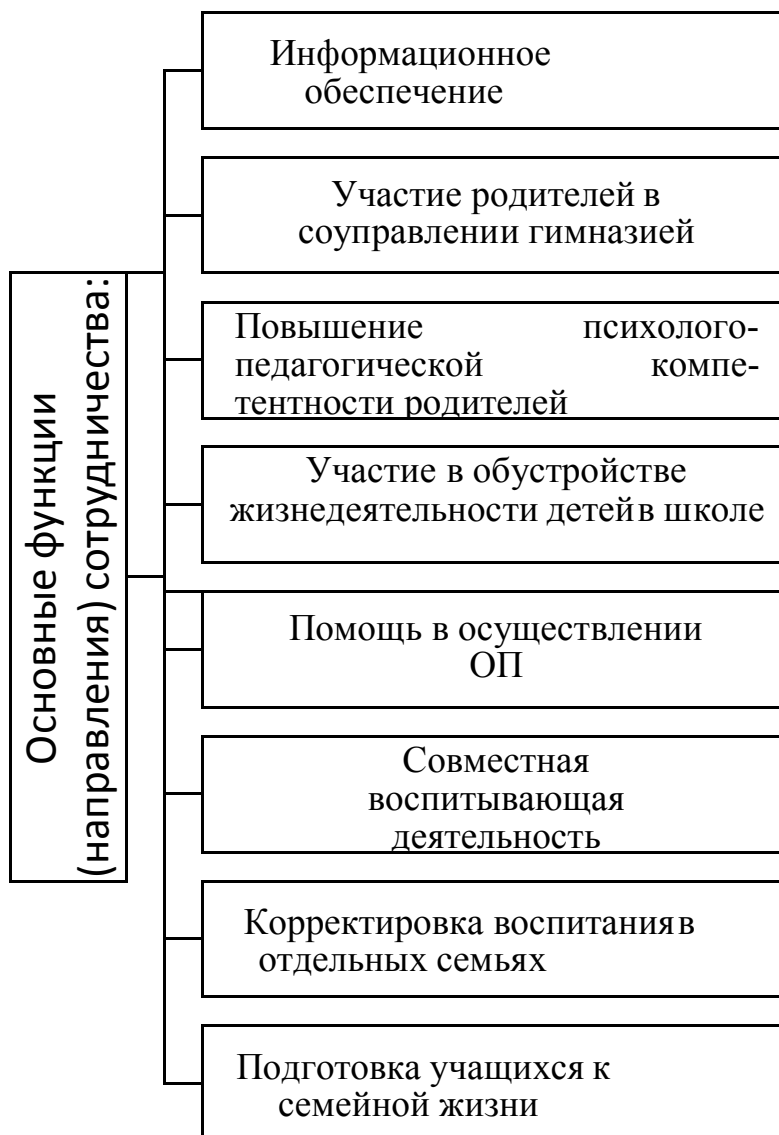 Основные функции
(направления) сотрудничества:
Информационное
обеспечение
Участие родителей в
соуправлении гимназией
Повышение психолого-
педагогической компе-
тентности родителей
Участие в обустройстве
жизнедеятельности детей в школе
Помощь в осуществлении
ОП
Совместная
воспитывающая
деятельность
Корректировка воспитания в
отдельных семьях
Подготовка учащихся к
семейной жизни